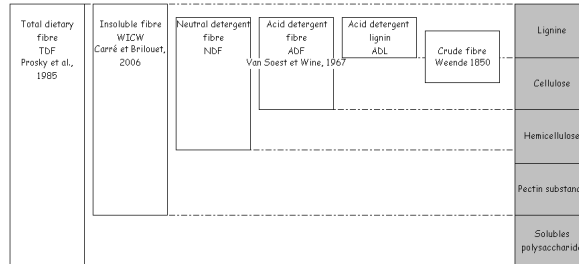 Total dietary
fibre
TDF
Prosky et al.,
1985
Insoluble fibre
WICW
Carré et Brilouet,
2006
Neutral detergent
fibre
NDF
Acid detergent
fibre
ADF
Van Soest et Wine, 1967
Acid detergent
lignin
ADL
Crude fibre
Weende 1850
Lignine
Cellulose
Hemicellulose
Pectin substanc
Solubles
polysaccharide